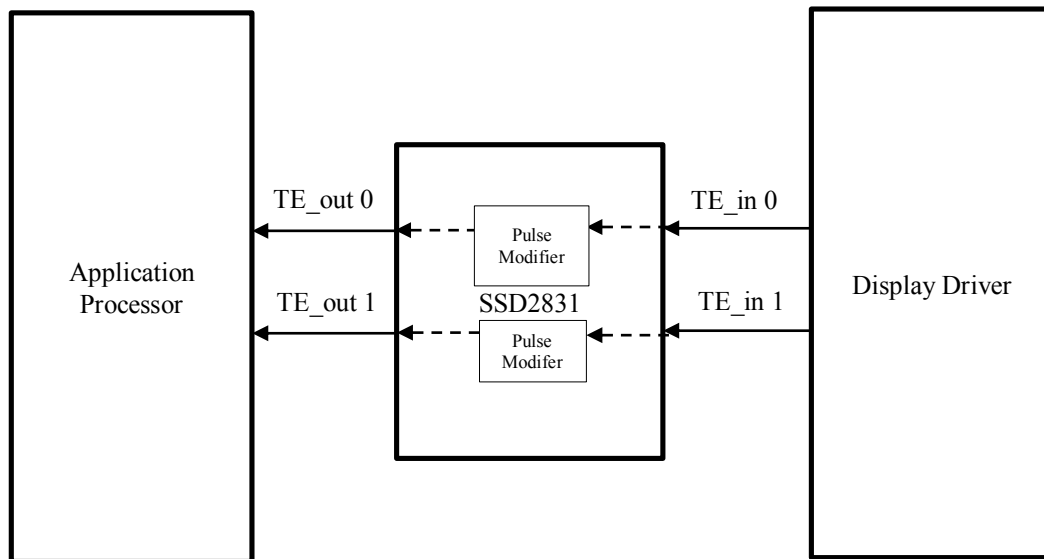 TE_out 0
TE_in 0
Pulse
Modifier
Application
Processor
Display Driver
TE_out 1
SSD2831
TE_in 1
Pulse
Modifer